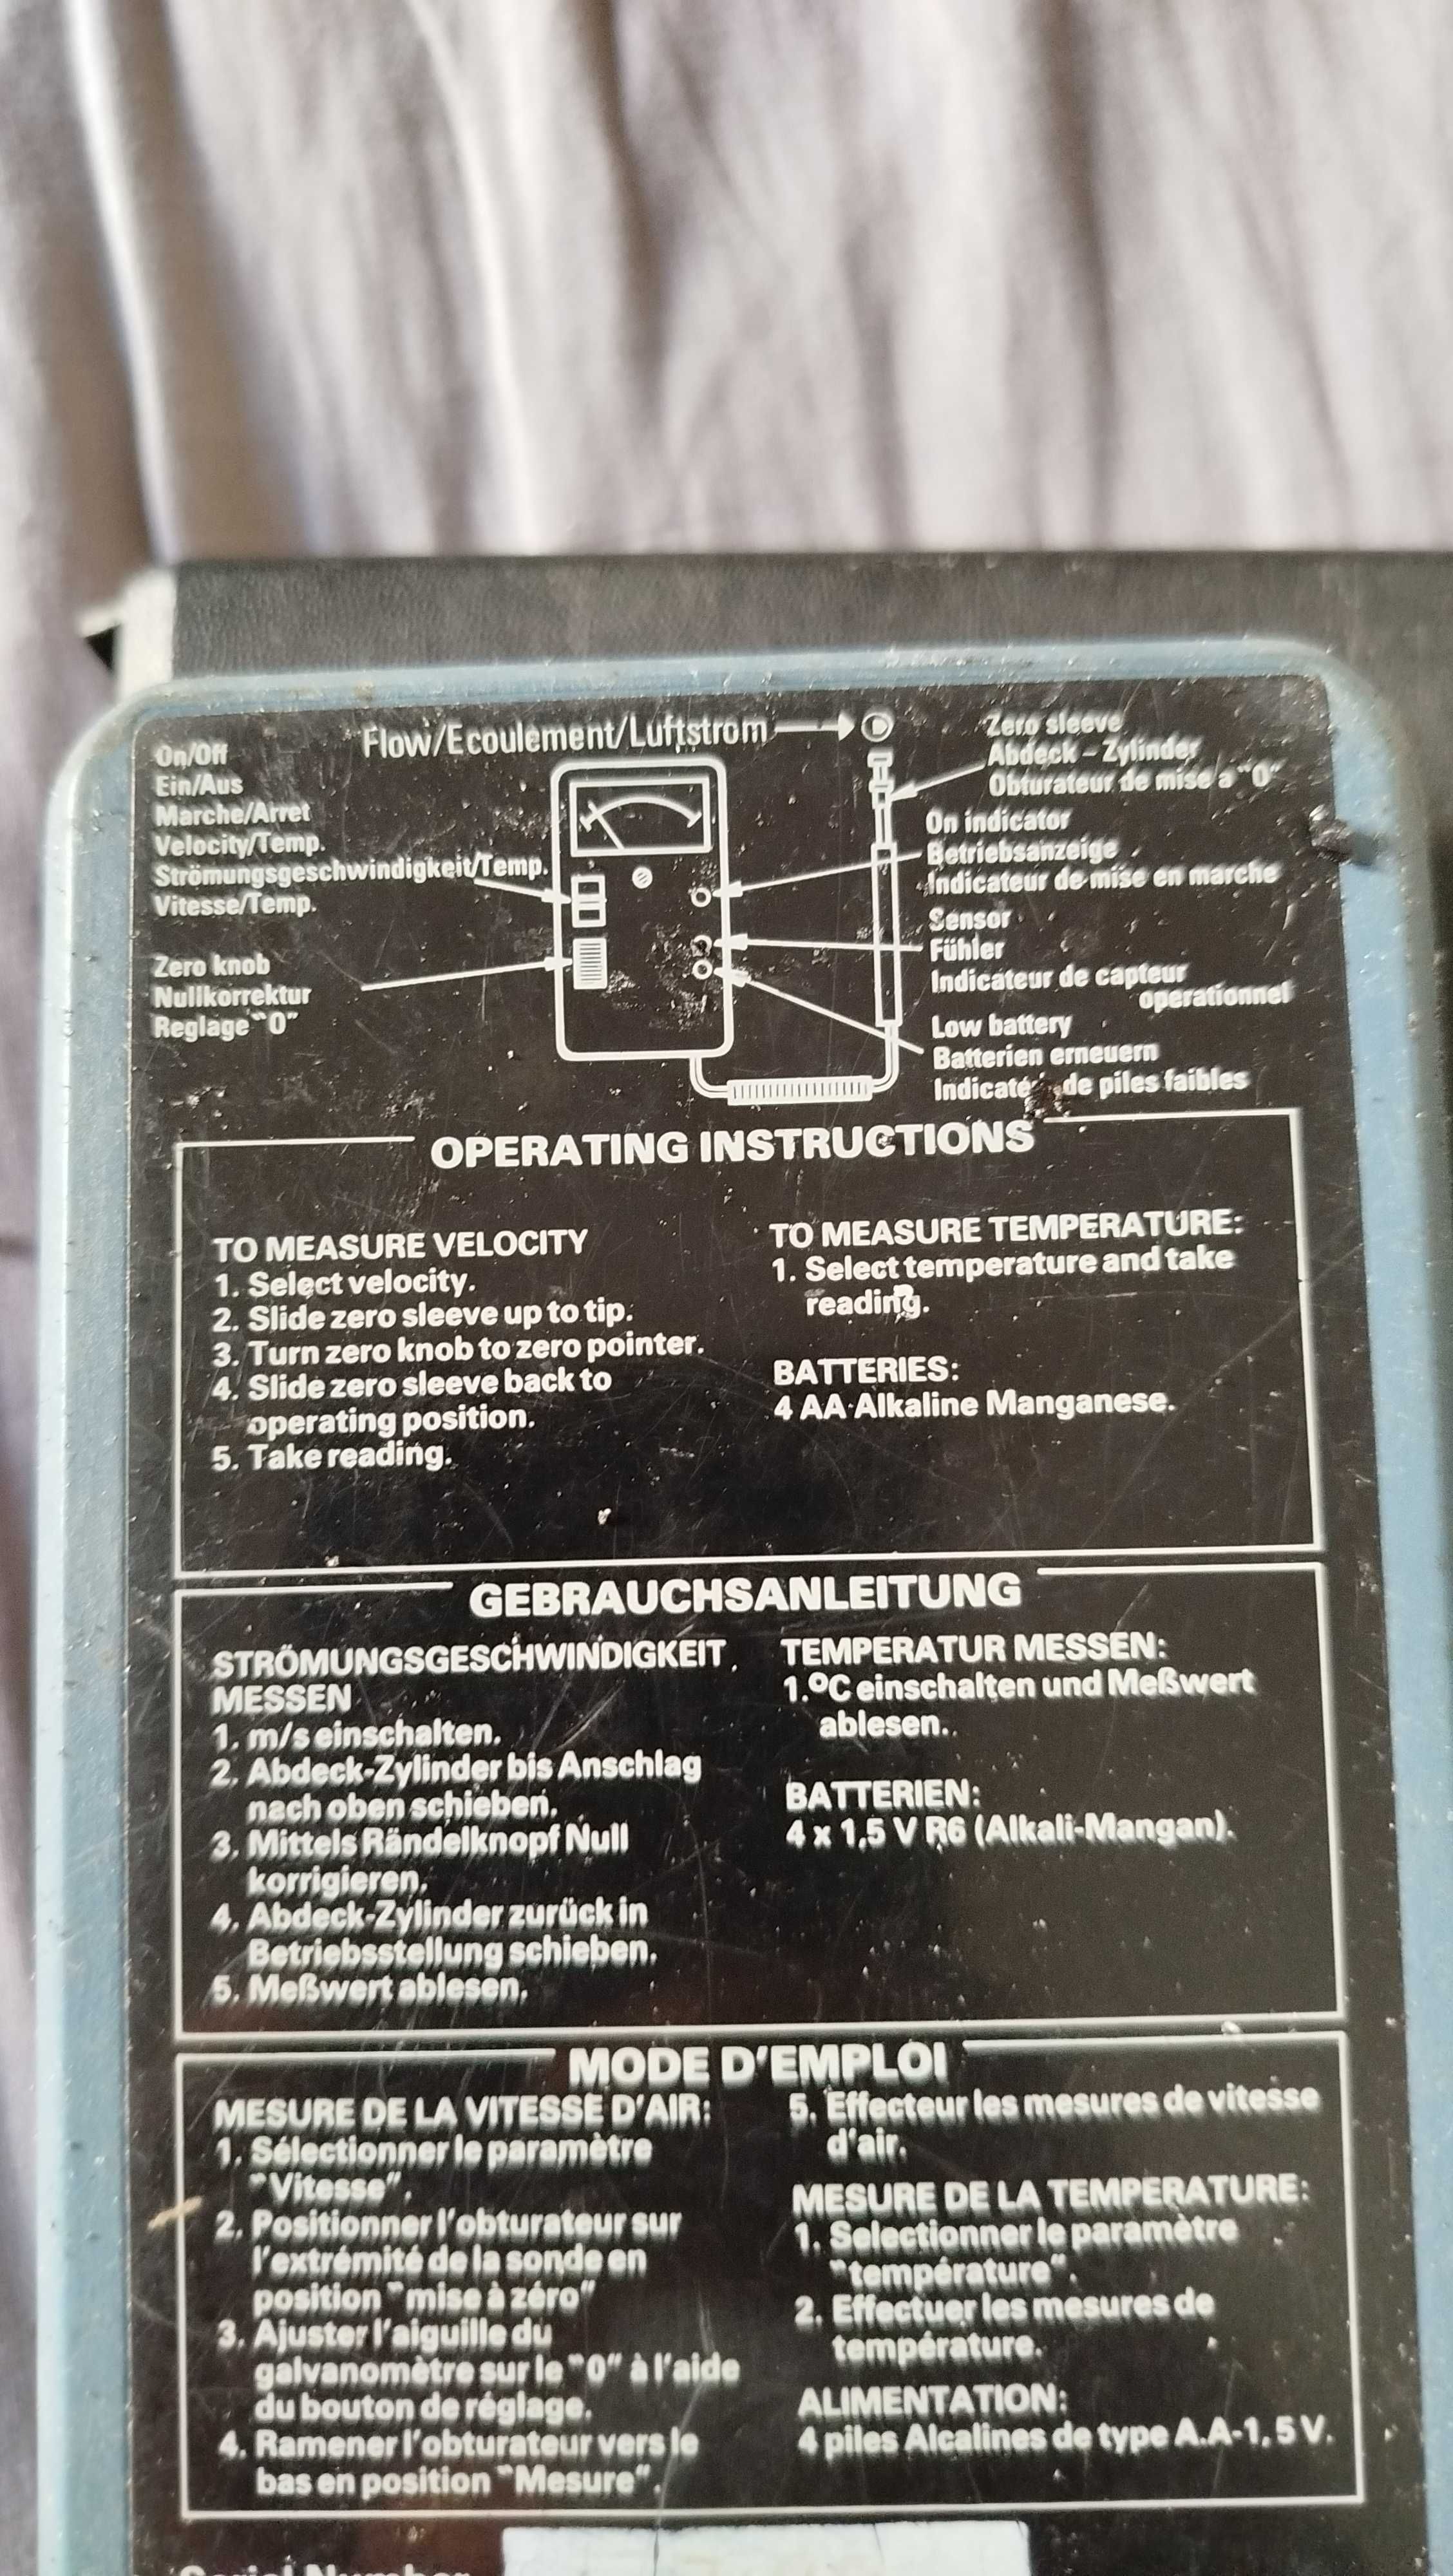 Flow/Ecoulement/Luftstrom
On/Off
Ein/Aus
Marche/Arret
Velocity/Temp.
Strömungsgeschwindigkeit/Temp.
Vitesse/Temp.
Zero knob
Nullkorrektur
Reglage "0"
Zero sleeve
Abdeck - Zylinder
Obturateur de mise a "0"
On indicator
Betriebsanzeige
Indicateur de mise en marche
Sensor
Fühler
Indicateur de capteur
operationnel
Low battery
Batterien erneuern
de piles faibles
OPERATING INSTRUCTIONS
TO MEASURE VELOCITY
1. Select velocity.
2. Slide zero sleeve up to tip.
3. Turn zero knob to zero pointer.
4. Slide zero sleeve back to
operating position.
5. Take reading.
TO MEASURE TEMPERATURE:
1. Select temperature and take
reading.
BATTERIES:
4 AA Alkaline Manganese.
GEBRAUCHSANLEITUNG
STRÖMUNGSGESCHWINDIGKEIT
MESSEN
1. m/s einschalten.
2. Abdeck-Zylinder bis Anschlag
nach oben schieben.
3. Mittels Rändelknopf Null
korrigieren.
4. Abdeck-Zylinder zurück in
Betriebsstellung schieben.
5. Meßwert ablesen.
TEMPERATUR MESSEN:
1. ºC einschalten und Meßwert
ablesen.
BATTERIEN:
4 x 1,5 V R6 (Alkali-Mangan).
MODE D'EMPLOI
MESURE DE LA VITESSE D'AIR:
1. Sélectionner le paramètre
"Vitesse".
2. Positionner l'obturateur sur
l'extrémité de la sonde en
position "mise à zéro"
3. Ajuster l'aiguille du
galvanomètre sur le "0" à l'aide
du bouton de réglage.
4. Ramener l'obturateur vers le
bas en position "Mesure".
5. Effecteur les mesures de vitesse
d'air.
MESURE DE LA TEMPERATURE:
1. Selectionner le paramètre
"température".
2. Effectuer les mesures de
température.
ALIMENTATION:
4 piles Alcalines de type A.A-1,5 V.
Serial Number